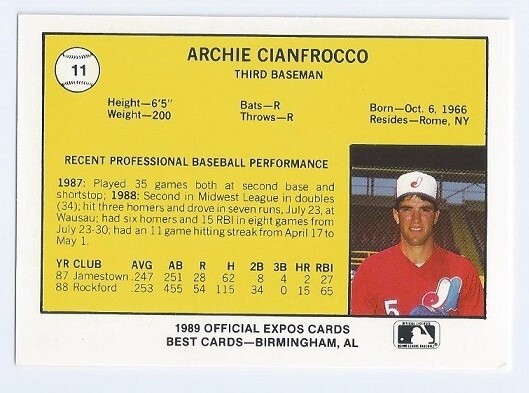 11
ARCHIE CIANFROCCO
THIRD BASEMAN
Height—6'5" Bats—R Born—Oct. 6, 1966
Weight—200 Throws—R Resides—Rome, NY
RECENT PROFESSIONAL BASEBALL PERFORMANCE
1987: Played 35 games both at second base and
shortstop; 1988: Second in Midwest League in doubles
(34); hit three homers and drove in seven runs, July 23, at
Wausau; had six homers and 15 RBI in eight games from
July 23-30; had an 11 game hitting streak from April 17 to
May 1.
YR CLUB AVG AB R H 2B 3B HR RBI
87 Jamestown .247 251 28 62 8 4 2 27
88 Rockford .253 455 54 115 34 0 15 65
5
1989 OFFICIAL EXPOS CARDS
BEST CARDS—BIRMINGHAM, AL